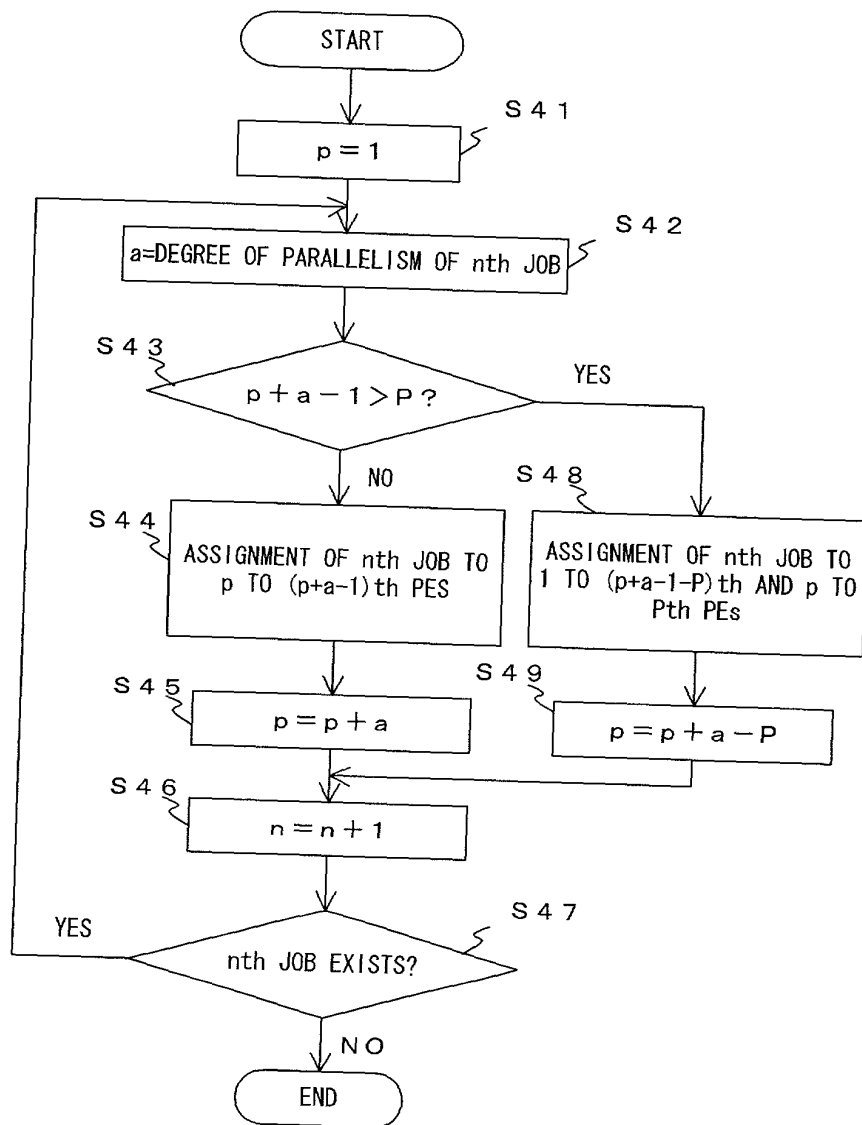 START
S41
p=1
S42
a=DEGREE OF PARALLELISM OF nth JOB
S43
p+a-1>P?
YES
NO
S44
ASSIGNMENT OF nth JOB TO
p TO (p+a-1)th PES
S48
ASSIGNMENT OF nth JOB TO
1 TO (p+a-1-P)th AND p TO
Pth PEs
S45
p=p+a
S49
p=p+a-P
S46
n=n+1
S47
YES
nth JOB EXISTS?
NO
END